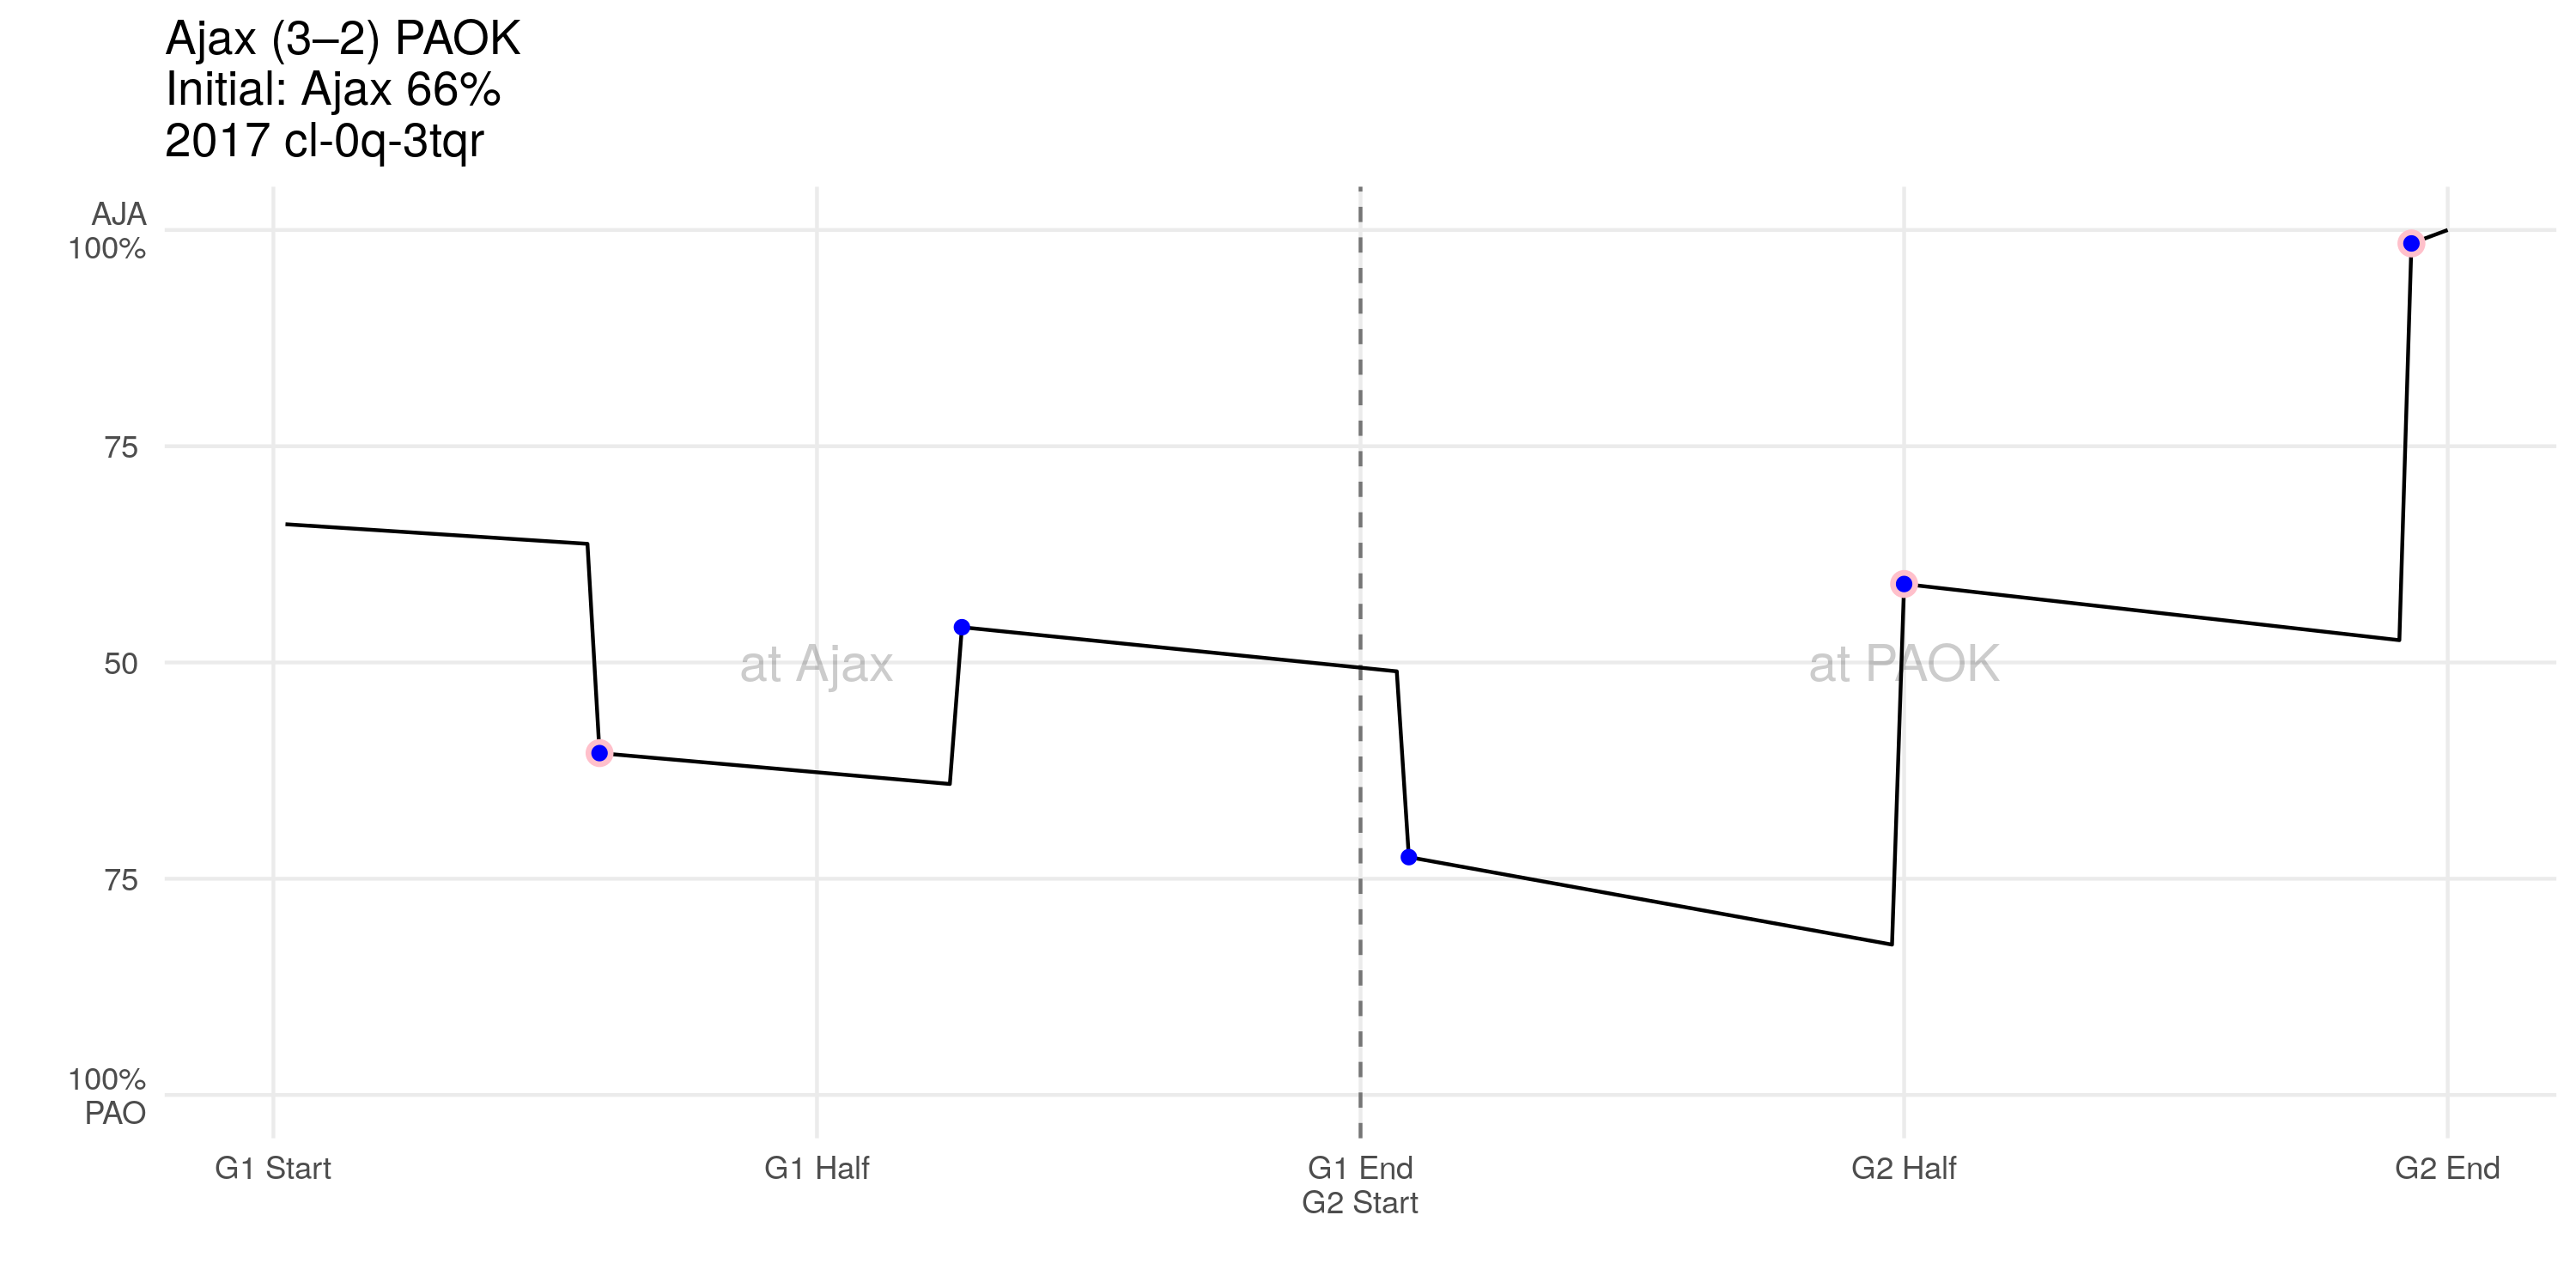 Ajax (3–2) PAOK
Initial: Ajax 66%
2017 cl-0q-3tqr
AJA
100%
75
50
75
100%
PAO
at Ajax
at PAOK
G1 Start
G1 Half
G1 End
G2 Start
G2 Half
G2 End